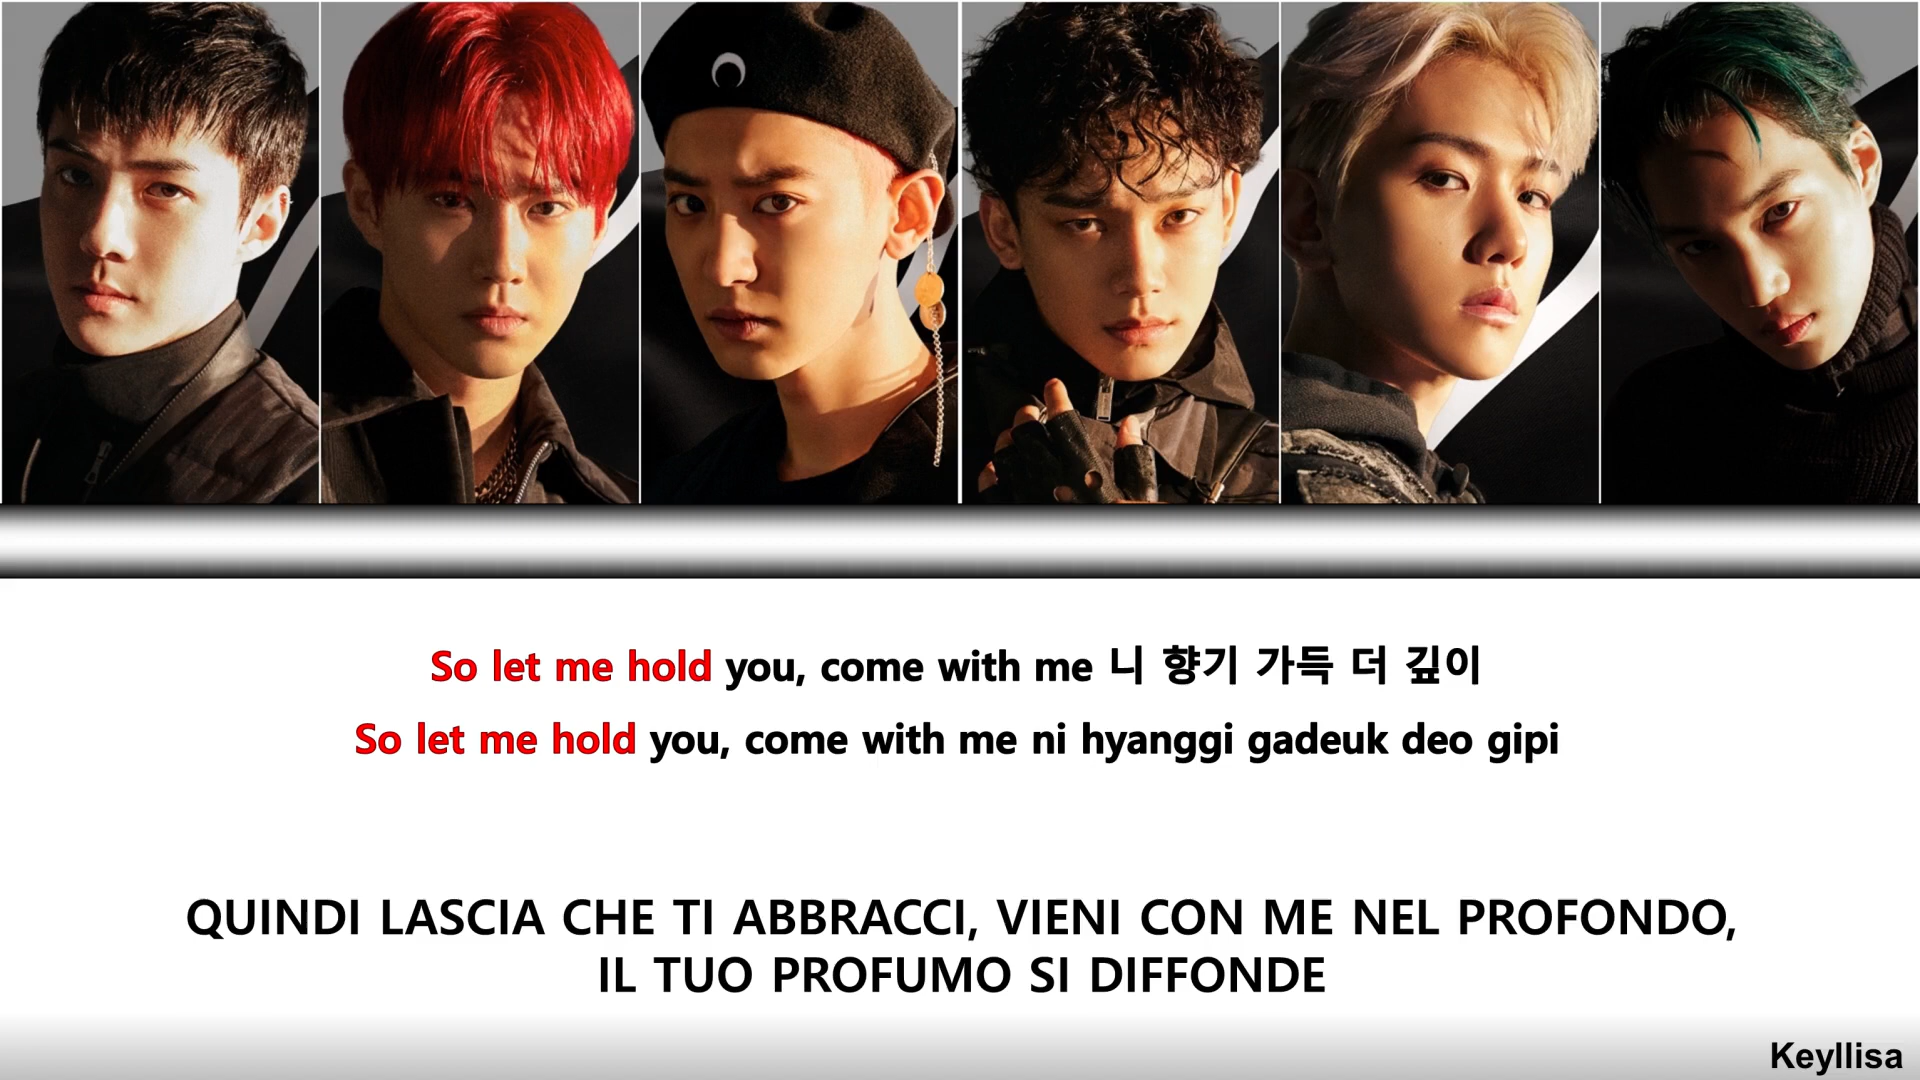 So let me hold you, come with me 니 향기 가득 더 깊이
So let me hold you, come with me ni hyanggi gadeuk deo gipi
QUINDI LASCIA CHE TI ABBRACCI, VIENI CON ME NEL PROFONDO,
IL TUO PROFUMO SI DIFFONDE
Keyllisa